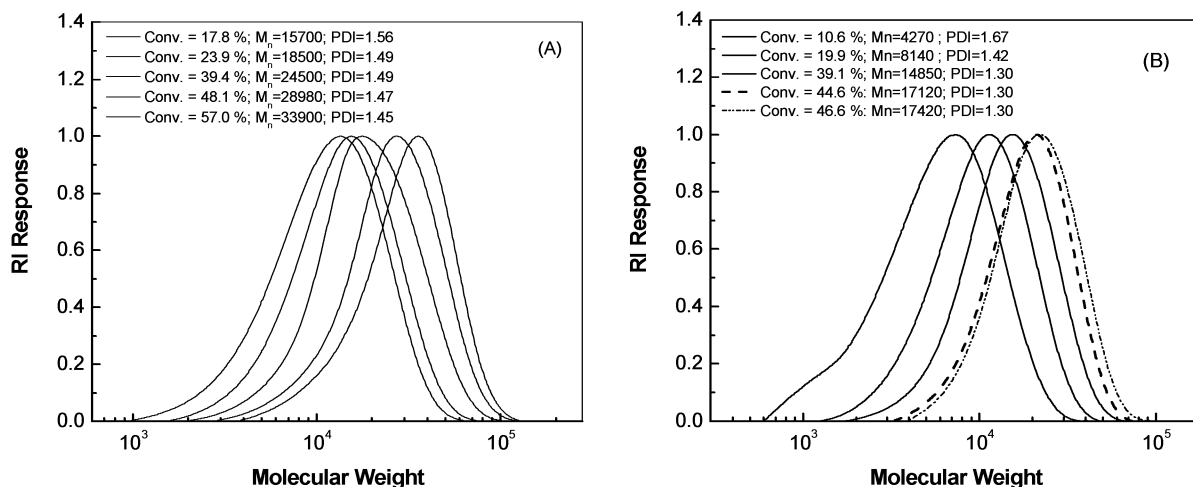 1.4
1.2
1.0
0.8
0.6
0.4
0.2
0.0
RI Response
Conv. = 17.8 %; Mn=15700; PDI=1.56
Conv. = 23.9 %; Mn=18500; PDI=1.49
Conv. = 39.4 %; Mn=24500; PDI=1.49
Conv. = 48.1 %; Mn=28980; PDI=1.47
Conv. = 57.0 %; Mn=33900; PDI=1.45
(A)
10³ 10⁴ 10⁵
Molecular Weight
1.4
1.2
1.0
0.8
0.6
0.4
0.2
0.0
RI Response
Conv. = 10.6 %; Mn=4270 ; PDI=1.67
Conv. = 19.9 %; Mn=8140 ; PDI=1.42
Conv. = 39.1 %; Mn=14850; PDI=1.30
Conv. = 44.6 %: Mn=17120; PDI=1.30
Conv. = 46.6 %: Mn=17420; PDI=1.30
(B)
10³ 10⁴ 10⁵
Molecular Weight